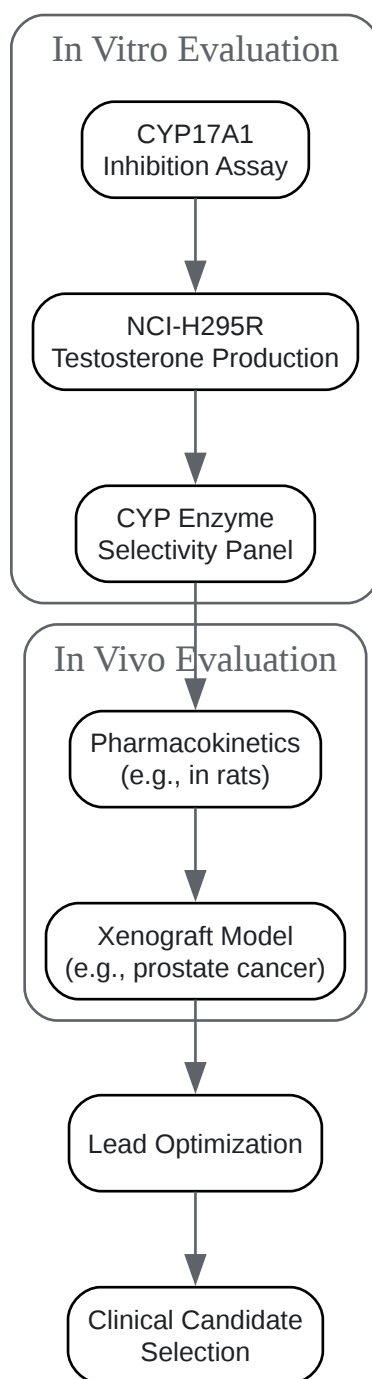 In Vitro Evaluation
CYP17A1
Inhibition Assay
NCI-H295R
Testosterone Production
CYP Enzyme
Selectivity Panel
In Vivo Evaluation
Pharmacokinetics
(e.g., in rats)
Xenograft Model
(e.g., prostate cancer)
Lead Optimization
Clinical Candidate
Selection